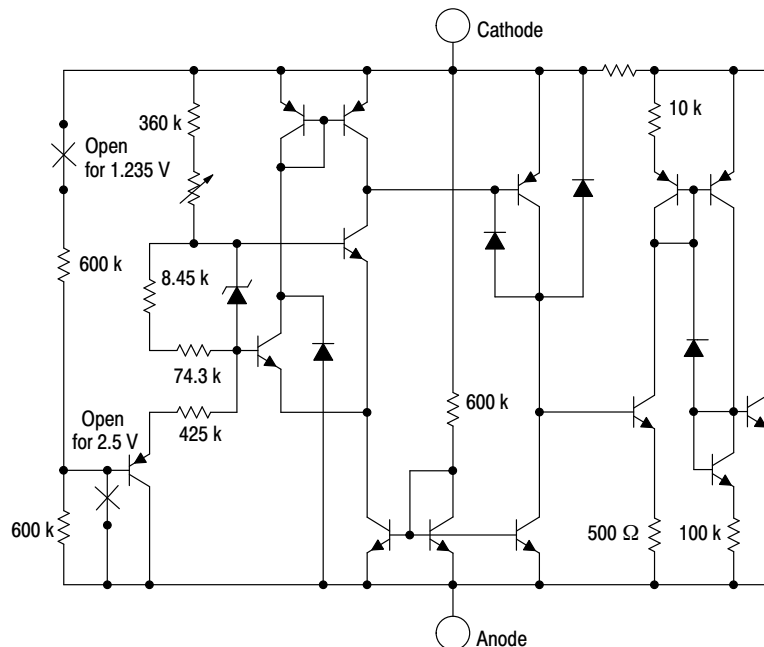 Cathode
360 k
10 k
Open
for 1.235 V
600 k
8.45 k
74.3 k
600 k
Open
for 2.5 V
425 k
600 k
500 Ω
100 k
Anode